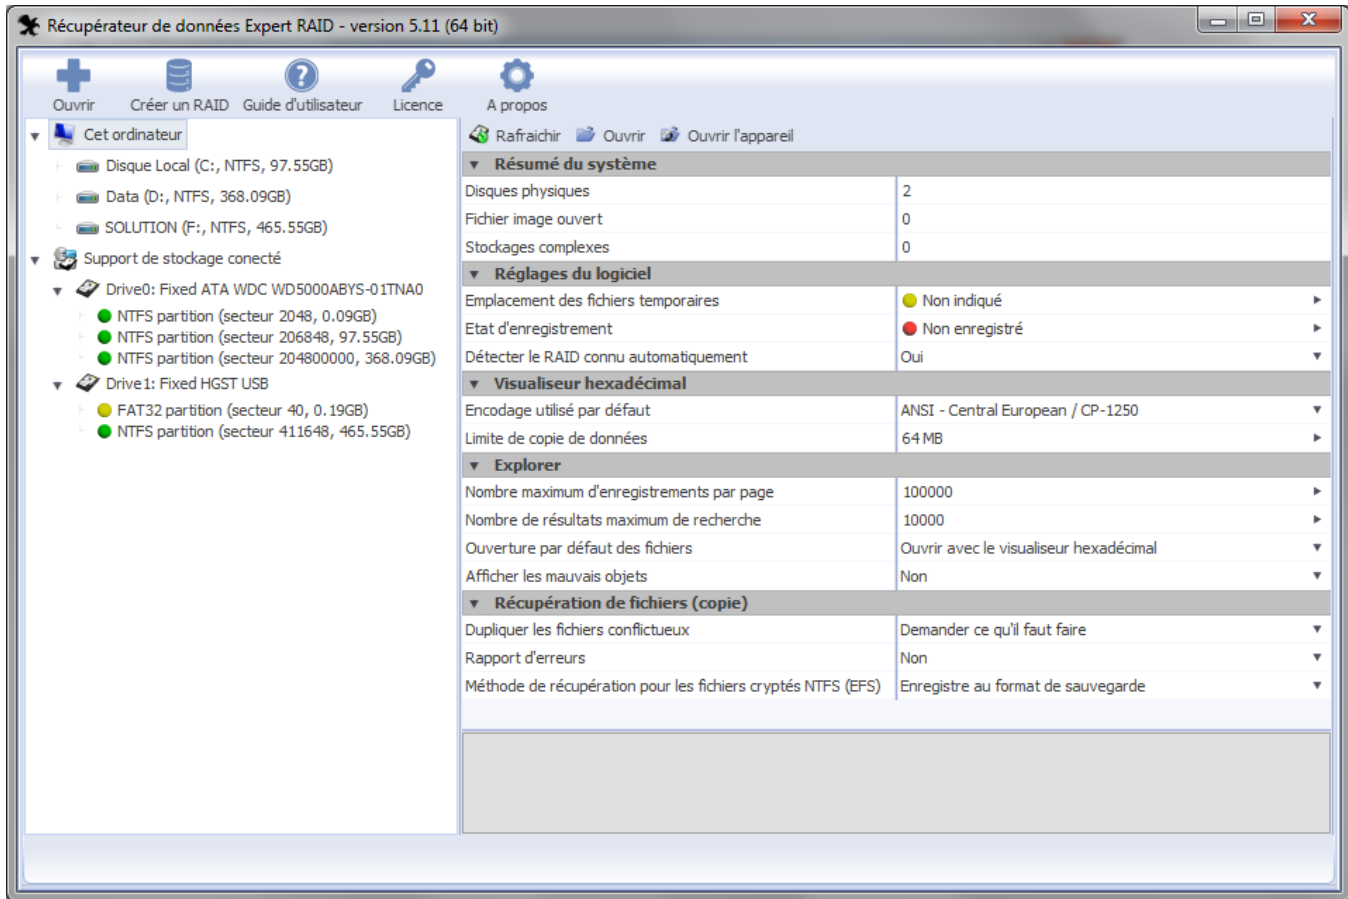 Récupérateur de données Expert RAID - version 5.11 (64 bit)
Ouvrir
Créer un RAID
Guide d'utilisateur
Licence
A propos
Cet ordinateur
Disque Local (C:, NTFS, 97.55GB)
Data (D:, NTFS, 368.09GB)
SOLUTION (F:, NTFS, 465.55GB)
Support de stockage conecté
Drive0: Fixed ATA WDC WD5000ABYS-01TNA0
NTFS partition (secteur 2048, 0.09GB)
NTFS partition (secteur 206848, 97.55GB)
NTFS partition (secteur 204800000, 368.09GB)
Drive1: Fixed HGST USB
FAT32 partition (secteur 40, 0.19GB)
NTFS partition (secteur 411648, 465.55GB)
Rafraichir Ouvrir Ouvrir l'appareil
Résumé du système
Disques physiques 2
Fichier image ouvert 0
Stockages complexes 0
Réglages du logiciel
Emplacement des fichiers temporaires Non indiqué
Etat d'enregistrement Non enregistré
Détecter le RAID connu automatiquement Oui
Visualiseur hexadécimal
Encodage utilisé par défaut ANSI - Central European / CP-1250
Limite de copie de données 64 MB
Explorer
Nombre maximum d'enregistrements par page 100000
Nombre de résultats maximum de recherche 10000
Ouverture par défaut des fichiers Ouvrir avec le visualiseur hexadécimal
Afficher les mauvais objets Non
Récupération de fichiers (copie)
Dupliquer les fichiers conflictueux Demander ce qu'il faut faire
Rapport d'erreurs Non
Méthode de récupération pour les fichiers cryptés NTFS (EFS) Enregistre au format de sauvegarde